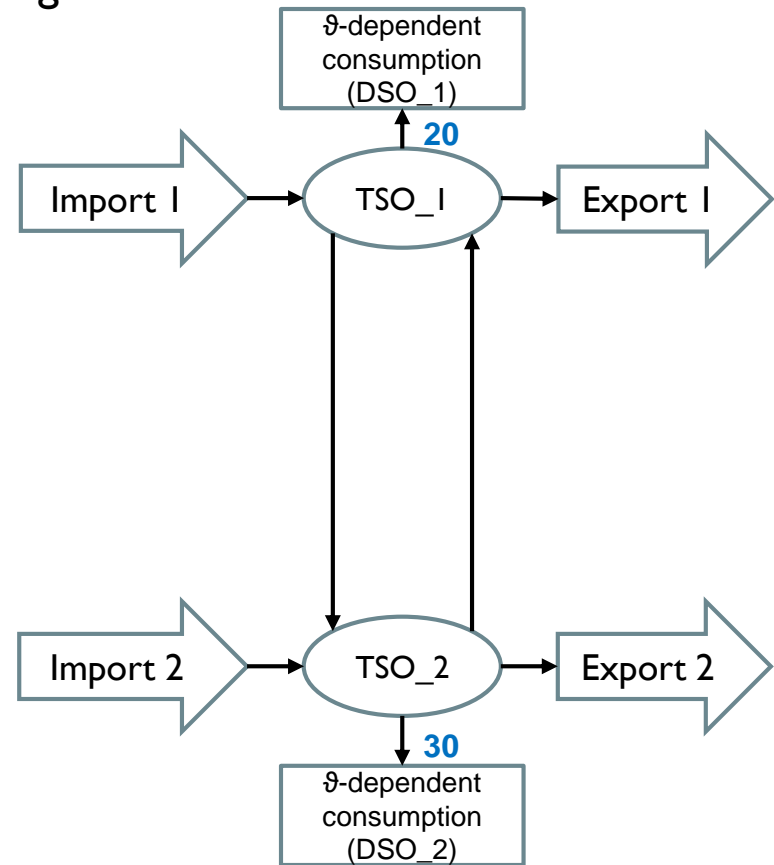 g
ϑ-dependent
consumption
(DSO_1)
20
Import 1
TSO_1
Export 1
Import 2
TSO_2
Export 2
30
ϑ-dependent
consumption
(DSO_2)